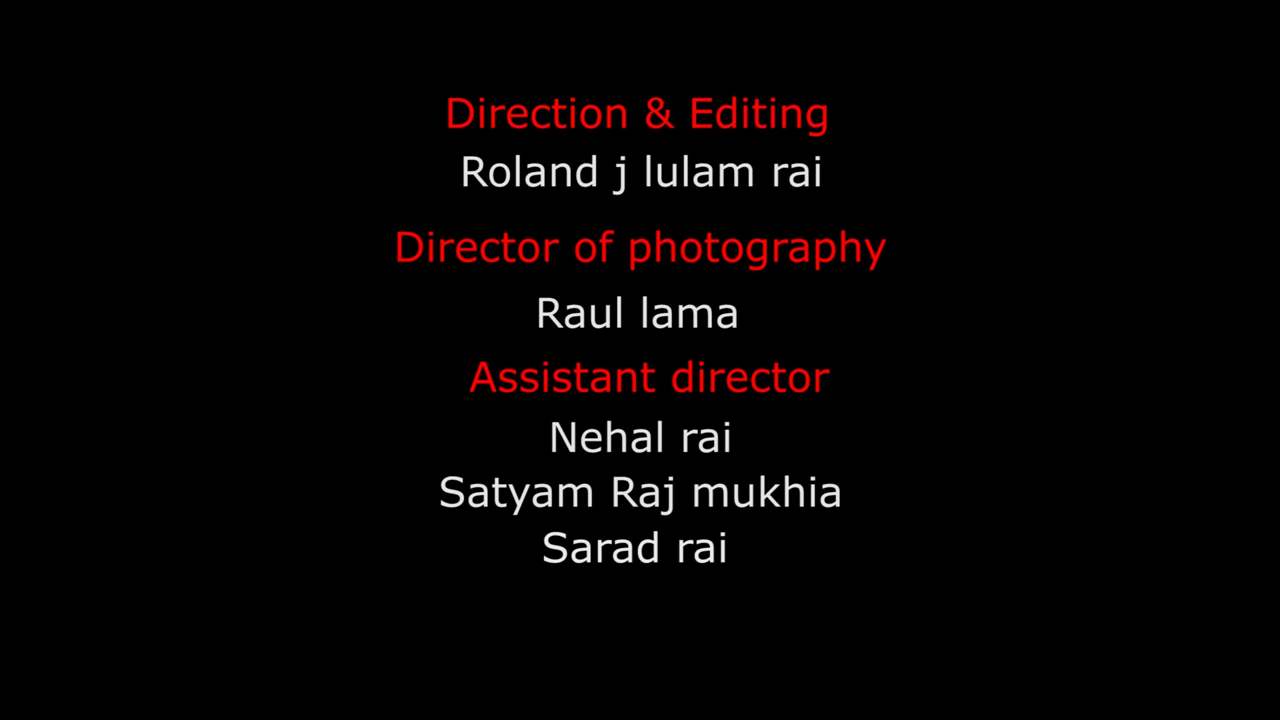 Direction & Editing
Roland j lulam rai
Director of photography
Raul lama
Assistant director
Nehal rai
Satyam Raj mukhia
Sarad rai